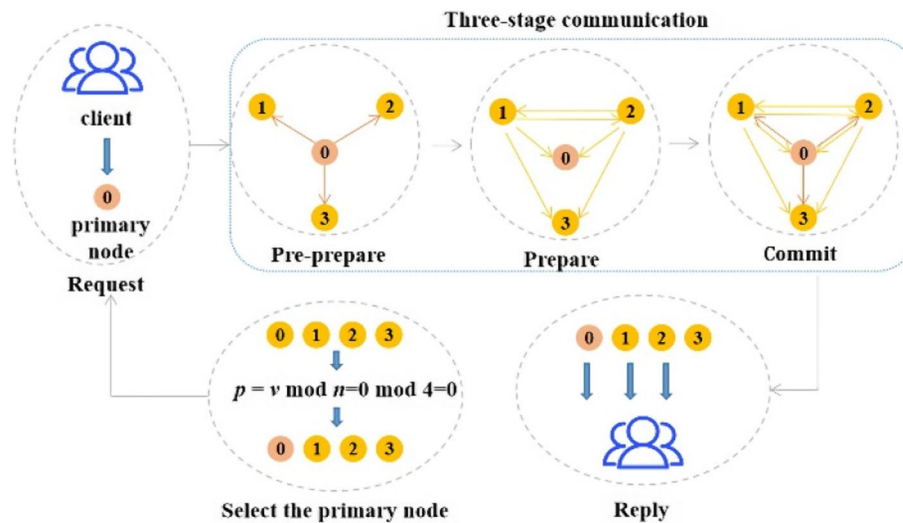 Three-stage communication
client
0
primary
node
Request
1 2
0
3
Pre-prepare
1 2
0
3
Prepare
1 2
0
3
Commit
0 1 2 3
p = v mod n=0 mod 4=0
0 1 2 3
Select the primary node
0 1 2 3
Reply